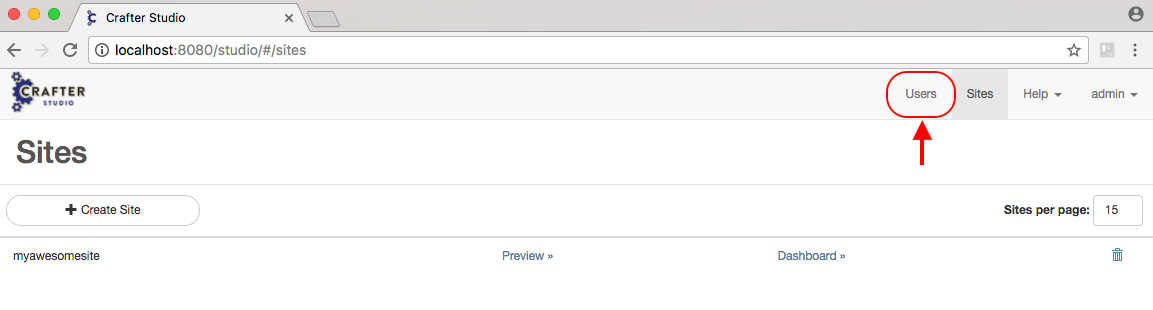 Crafter Studio
localhost:8080/studio/#/sites
CRAFTER
STUDIO
Users Sites Help admin
Sites
Create Site Sites per page: 15
myawesomesite Preview » Dashboard »